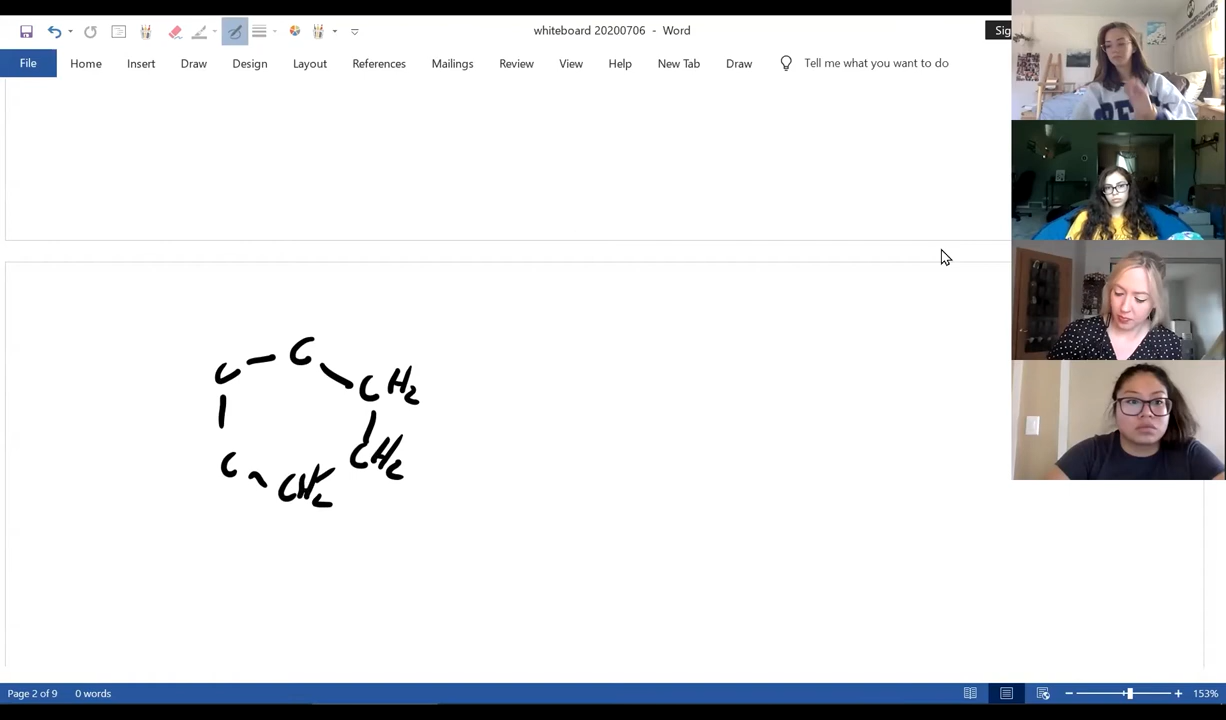 whiteboard 20200706 - Word
File Home Insert Draw Design Layout References Mailings Review View Help New Tab Draw Tell me what you want to do
C - C
CH2
C CH2
CH2
Page 2 of 9 0 words 153%